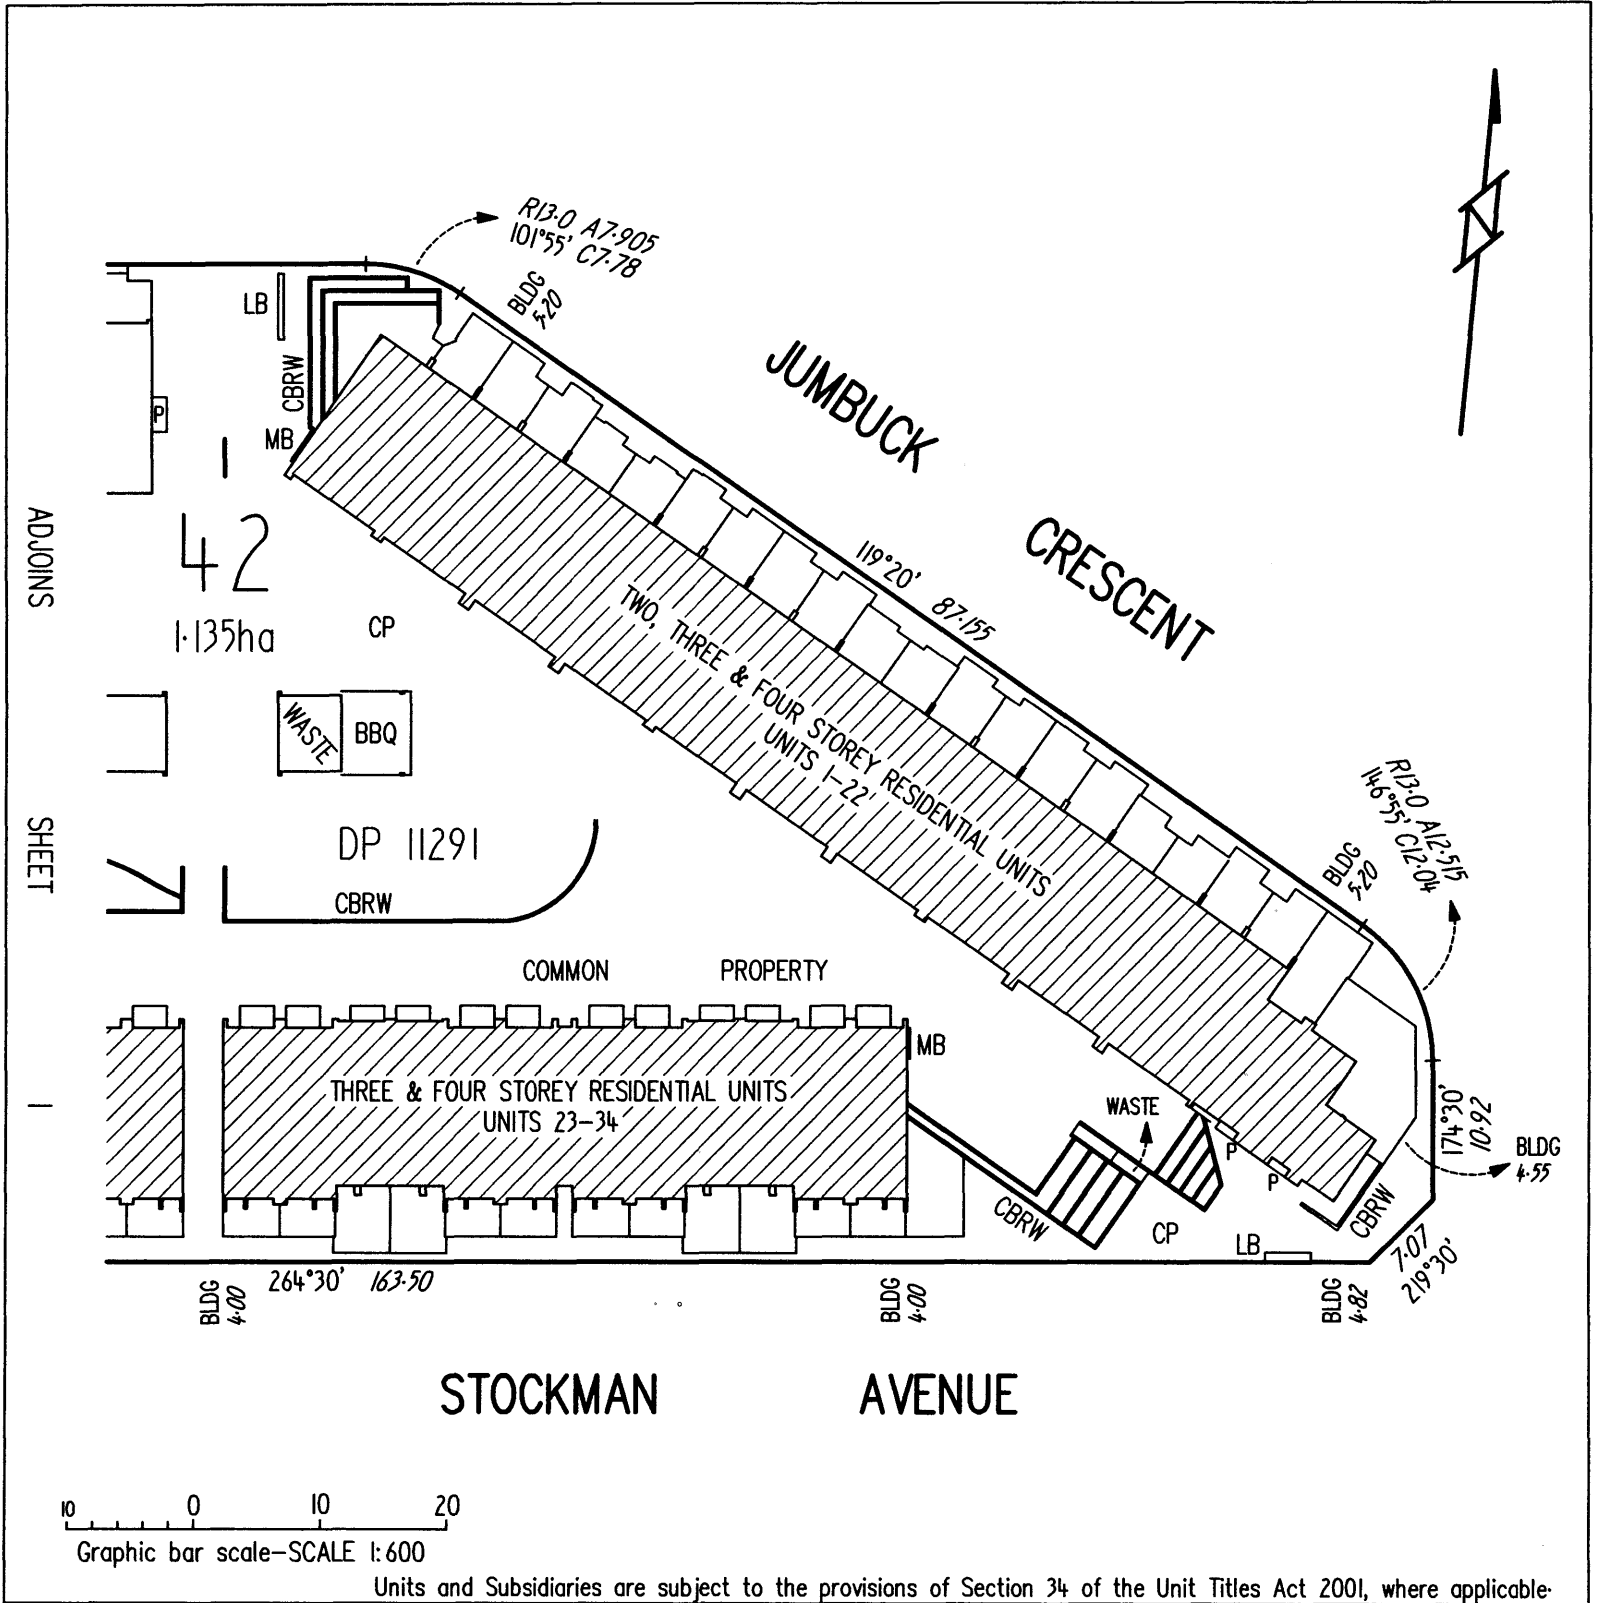 R13·0 A7·905
101°55' C7·78
BLDG
5·20
LB
CBRW
MB
P
JUMBUCK
CRESCENT
1
42
1·135ha
CP
ADJOINS
SHEET
1
119°20' 87·155
TWO, THREE & FOUR STOREY RESIDENTIAL UNITS
UNITS 1-22
WASTE
BBQ
DP 11291
CBRW
R13·0 A12·515
146°55' C12·04
BLDG
5·20
COMMON PROPERTY
MB
THREE & FOUR STOREY RESIDENTIAL UNITS
UNITS 23-34
WASTE
P
P
174°30'
10·92
BLDG
4·55
CBRW
CP
LB
CBRW
7·07
219°30'
BLDG
4·00
264°30' 163·50
BLDG
4·00
BLDG
4·82
STOCKMAN AVENUE
10 0 10 20
Graphic bar scale-SCALE 1:600
Units and Subsidiaries are subject to the provisions of Section 34 of the Unit Titles Act 2001, where applicable·